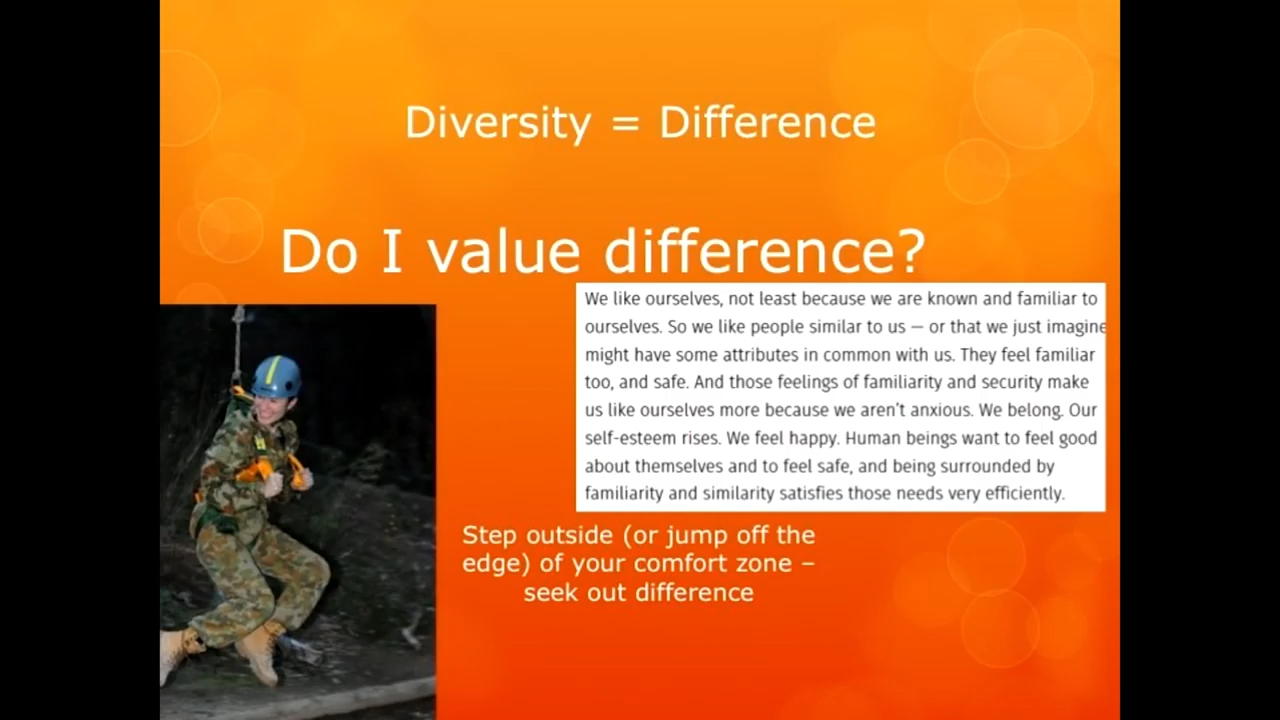 Diversity = Difference
Do I value difference?
We like ourselves, not least because we are known and familiar to
ourselves. So we like people similar to us — or that we just imagine
might have some attributes in common with us. They feel familiar
too, and safe. And those feelings of familiarity and security make
us like ourselves more because we aren't anxious. We belong. Our
self-esteem rises. We feel happy. Human beings want to feel good
about themselves and to feel safe, and being surrounded by
familiarity and similarity satisfies those needs very efficiently.
Step outside (or jump off the
edge) of your comfort zone –
seek out difference